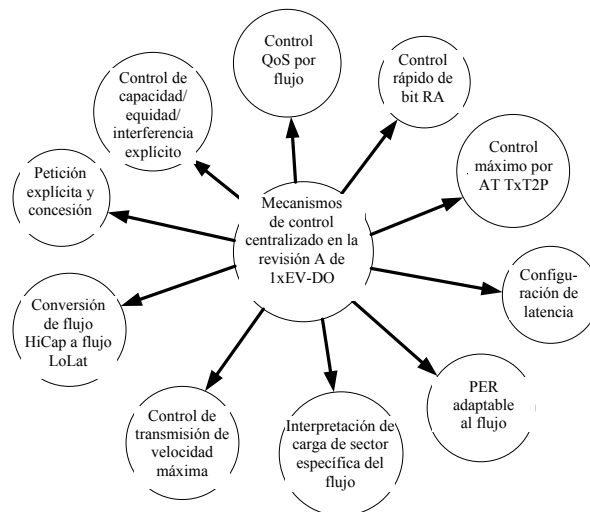 Control
QoS por
flujo
Control
rápido de
bit RA
Control de
capacidad/
equidad/
interferencia
explícito
Control
máximo por
AT TxT2P
Petición
explícita y
concesión
Mecanismos
de control
centralizado en la
revisión A de
1xEV-DO
Configu-
ración de
latencia
Conversión
de flujo
HiCap a flujo
LoLat
PER
adaptable
al flujo
Control de
transmisión de
velocidad
máxima
Interpretación de
carga de sector
específica del
flujo